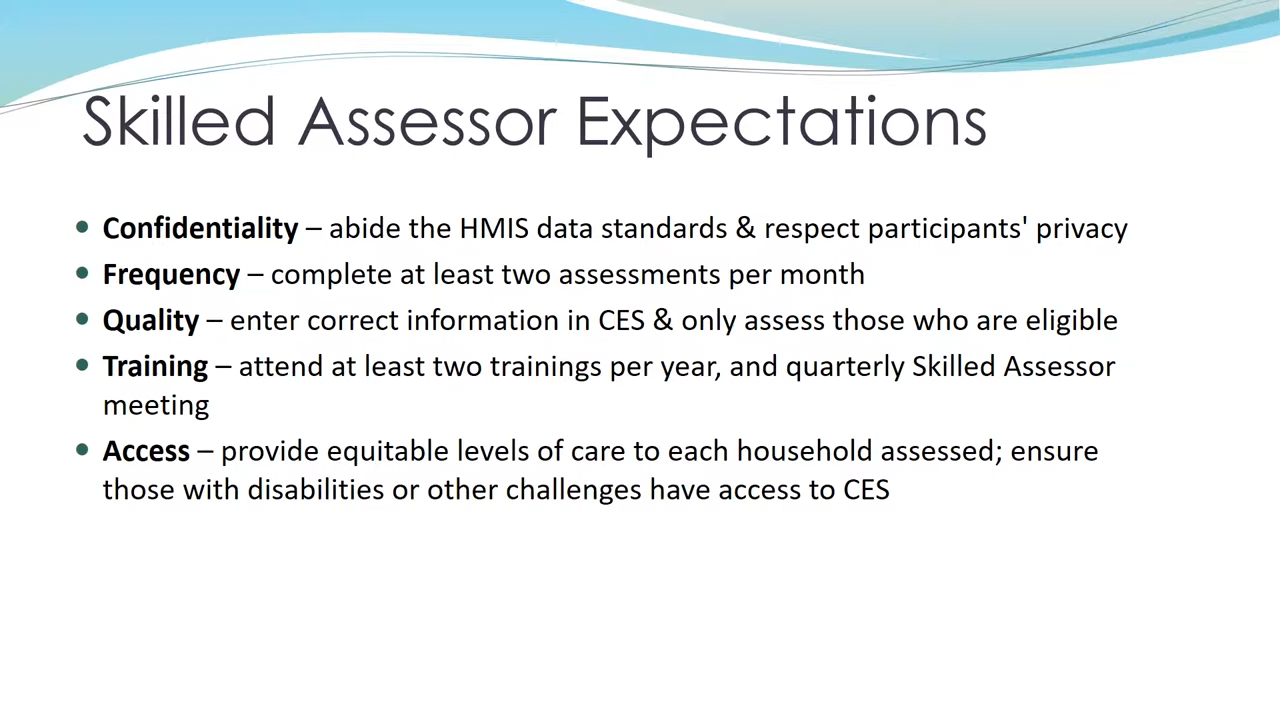 Skilled Assessor Expectations
• Confidentiality – abide the HMIS data standards & respect participants' privacy
• Frequency – complete at least two assessments per month
• Quality – enter correct information in CES & only assess those who are eligible
• Training – attend at least two trainings per year, and quarterly Skilled Assessor
meeting
• Access – provide equitable levels of care to each household assessed; ensure
those with disabilities or other challenges have access to CES